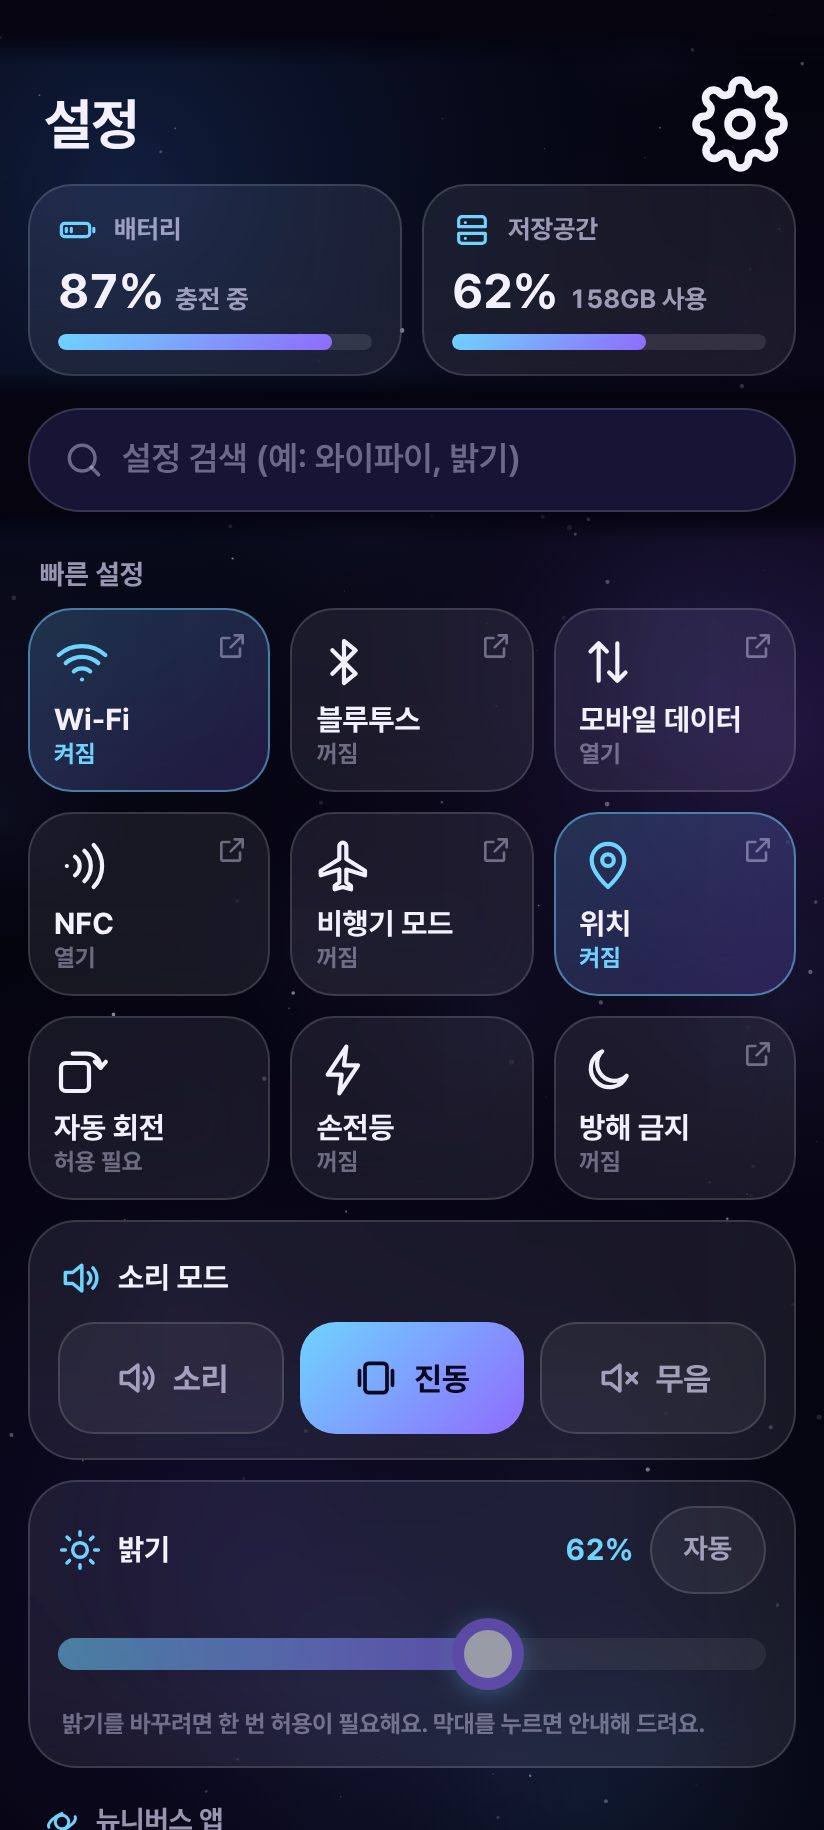 설정
배터리
87% 충전 중
저장공간
62% 158GB 사용
설정 검색 (예: 와이파이, 밝기)
빠른 설정
Wi-Fi
켜짐
블루투스
꺼짐
모바일 데이터
열기
NFC
열기
비행기 모드
꺼짐
위치
켜짐
자동 회전
허용 필요
손전등
꺼짐
방해 금지
꺼짐
소리 모드
소리
진동
무음
밝기
62%
자동
밝기를 바꾸려면 한 번 허용이 필요해요. 막대를 누르면 안내해 드려요.
뉴니버스 앱